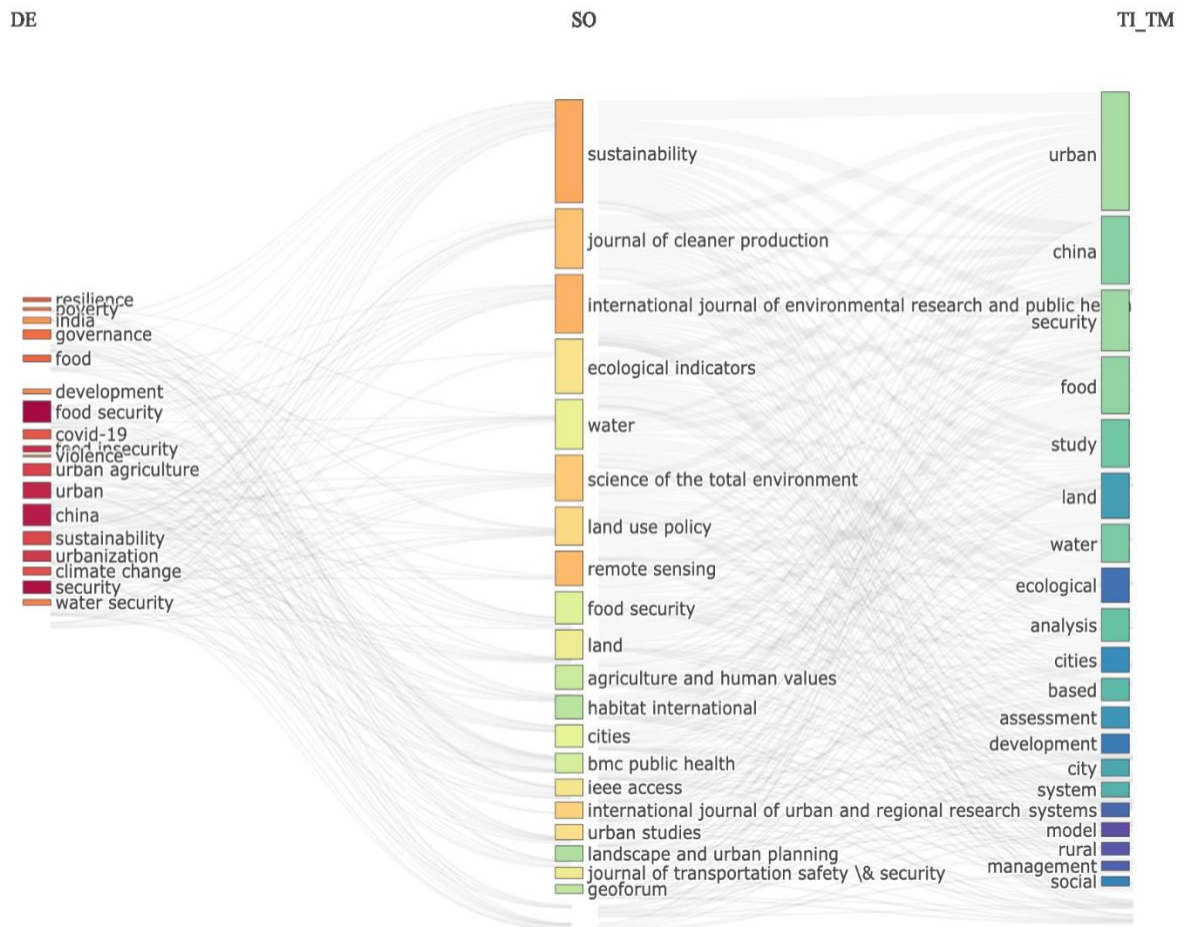 DE
SO
TI_TM
resilience
poverty
india
governance
food
development
food security
covid-19
food insecurity
violence
urban agriculture
urban
china
sustainability
urbanization
climate change
security
water security
sustainability
journal of cleaner production
international journal of environmental research and public health
ecological indicators
water
science of the total environment
land use policy
remote sensing
food security
land
agriculture and human values
habitat international
cities
bmc public health
ieee access
international journal of urban and regional research
urban studies
landscape and urban planning
journal of transportation safety \& security
geoforum
urban
china
security
food
study
land
water
ecological
analysis
cities
based
assessment
development
city
system
systems
model
rural
management
social